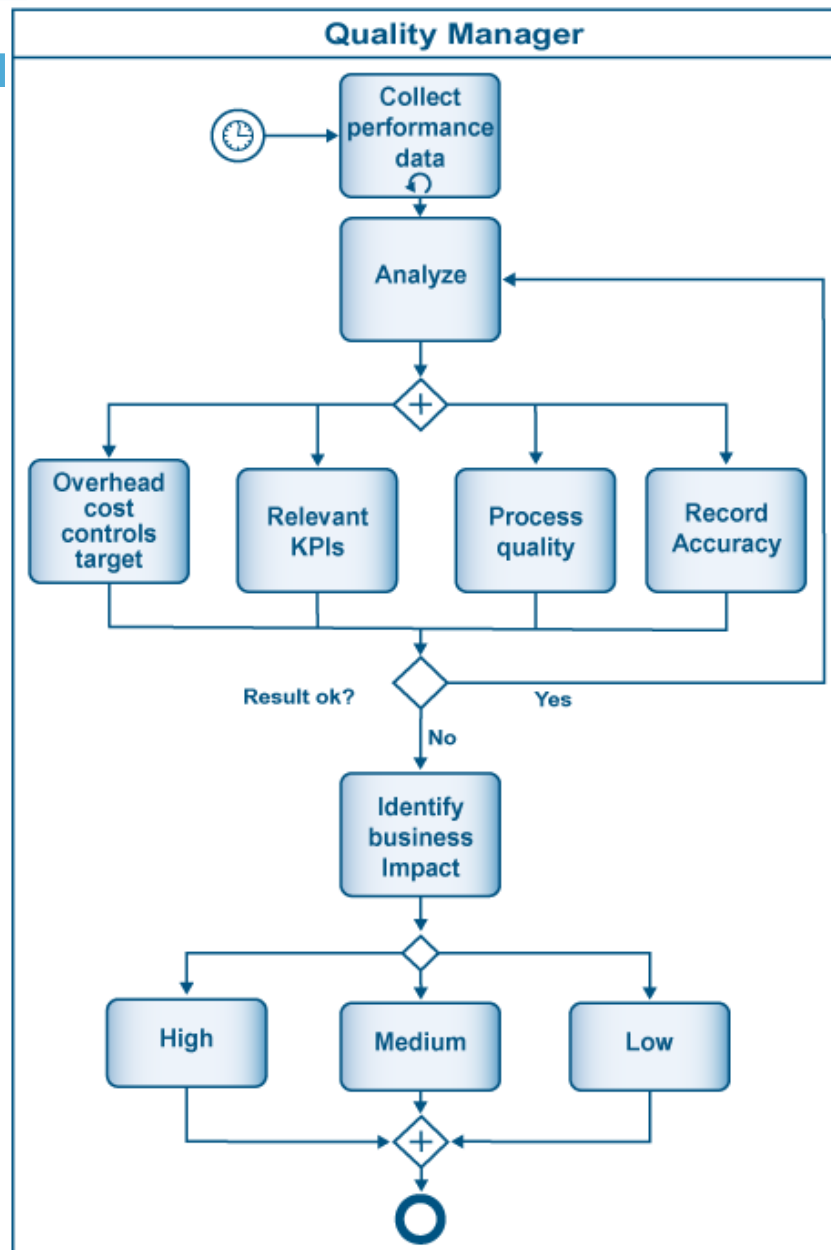 Quality Manager
Collect
performance
data
Analyze
Overhead
cost
controls
target
Relevant
KPIs
Process
quality
Record
Accuracy
Result ok?
Yes
No
Identify
business
Impact
High
Medium
Low